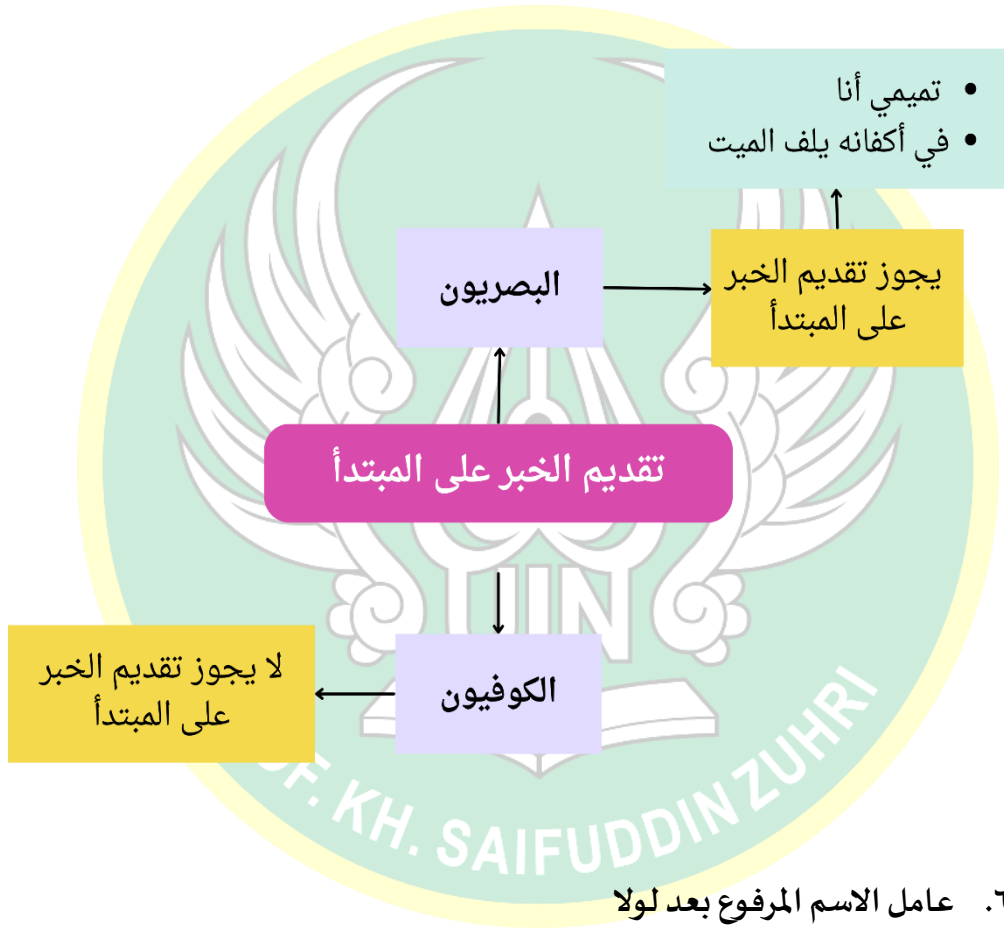 • تميمي أنا
• في أكفانه يلف الميت
البصريون
يجوز تقديم الخبر
على المبتدأ
تقديم الخبر على المبتدأ
الكوفيون
لا يجوز تقديم الخبر
على المبتدأ
UIN
OF. KH. SAIFUDDIN ZUHRI
٦. عامل الاسم المرفوع بعد لولا